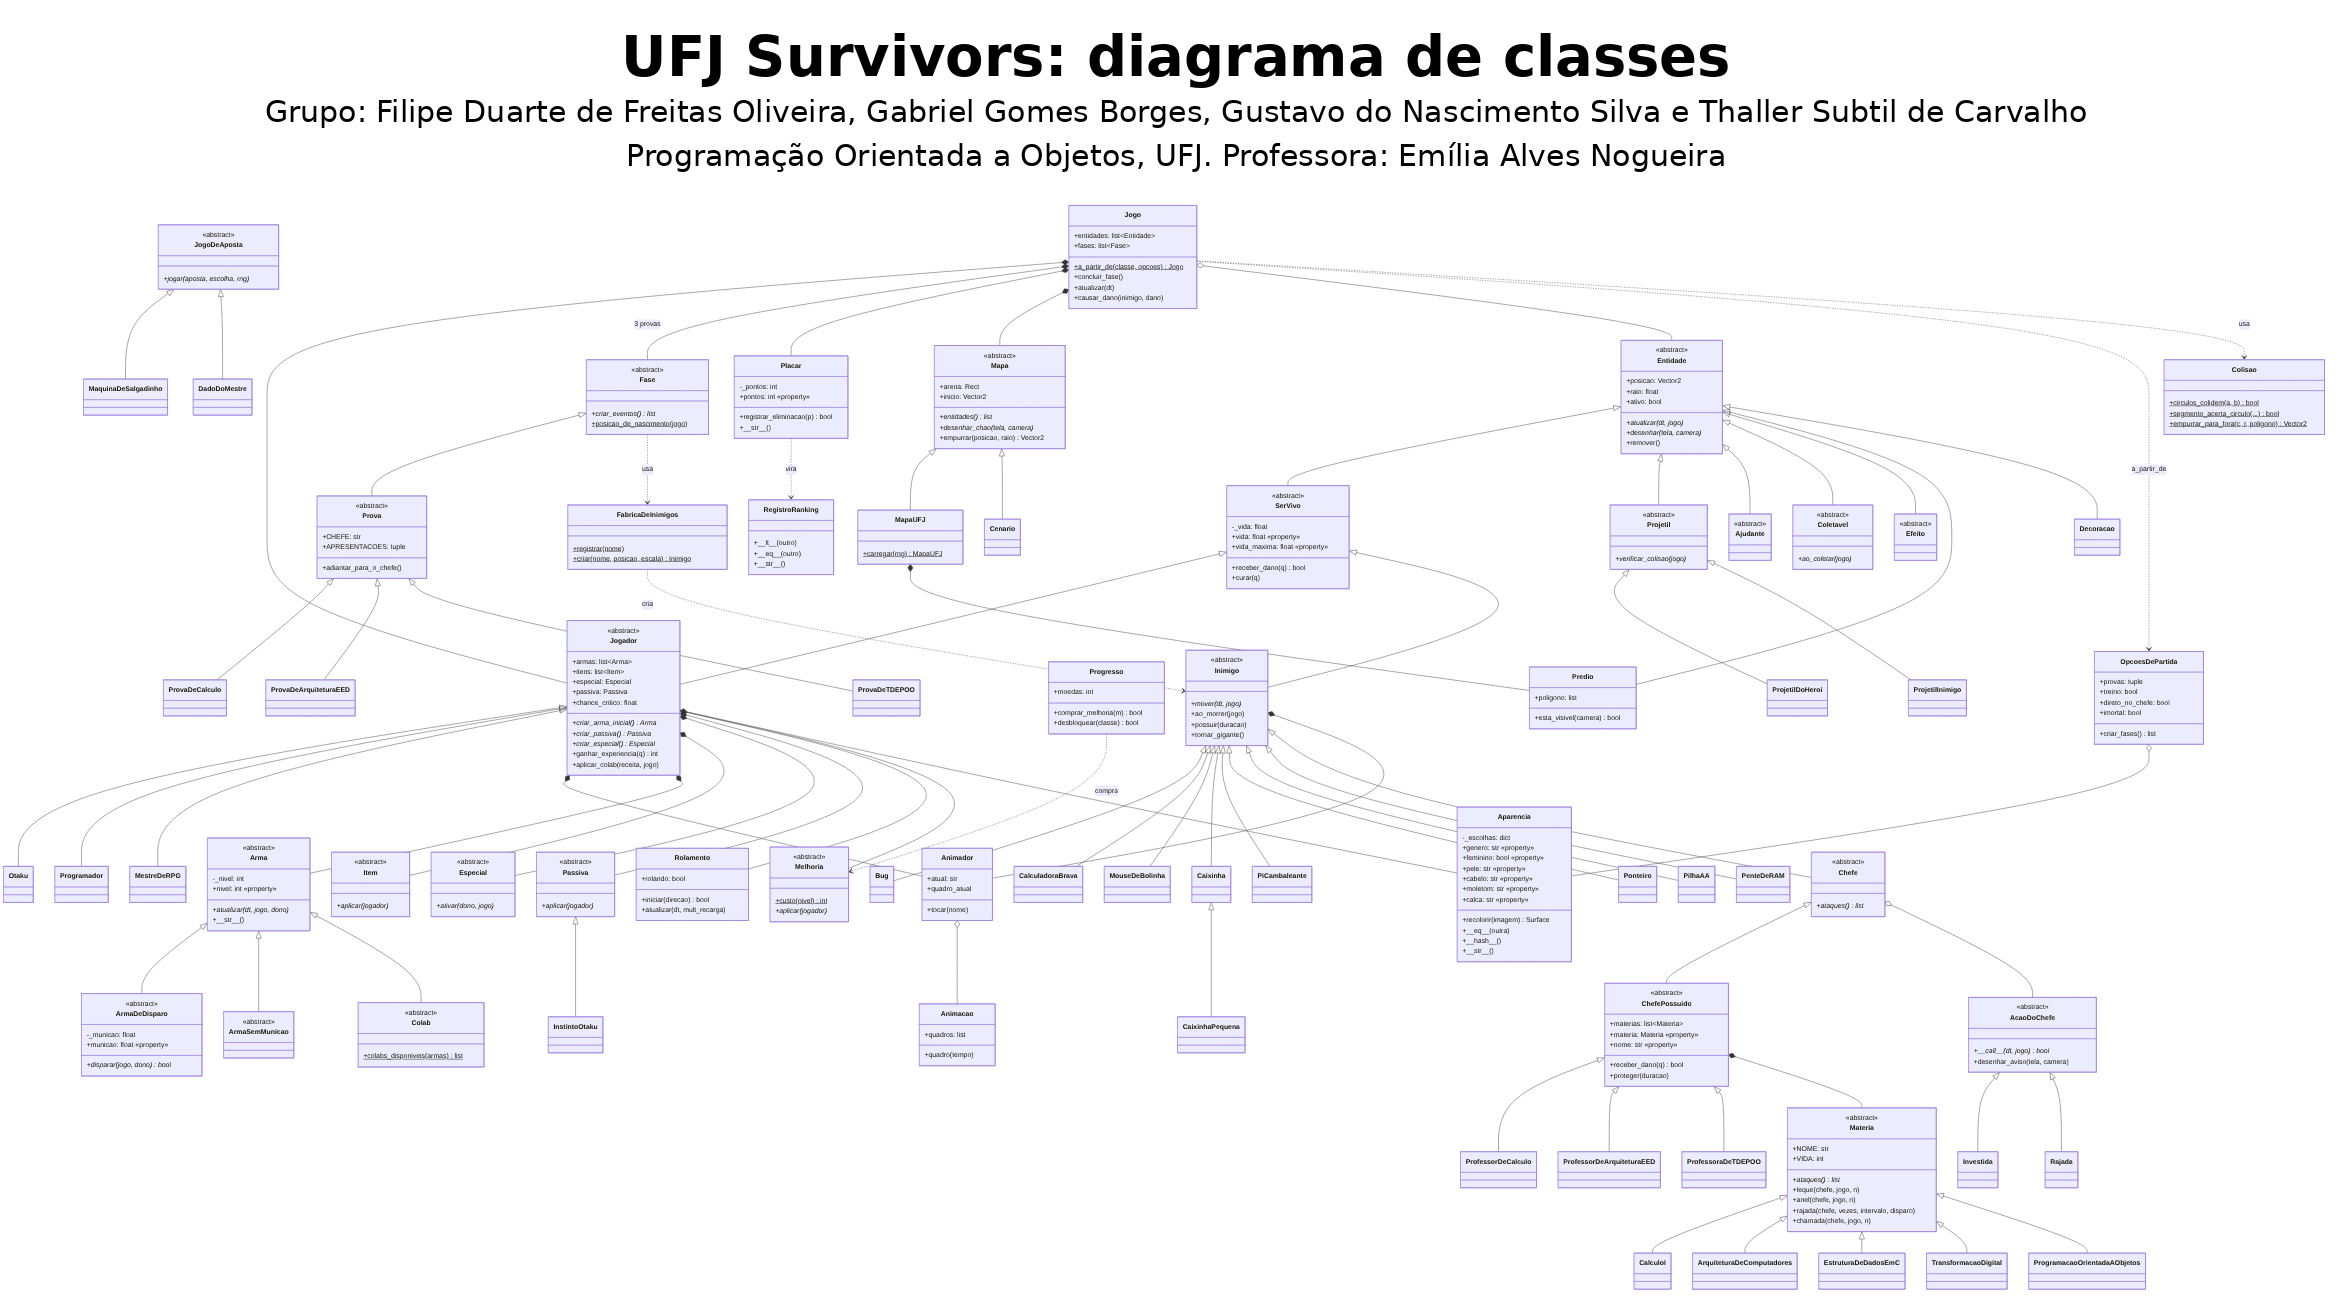 UFJ Survivors: diagrama de classes
Grupo: Filipe Duarte de Freitas Oliveira, Gabriel Gomes Borges, Gustavo do Nascimento Silva e Thaller Subtil de Carvalho
Programação Orientada a Objetos, UFJ. Professora: Emília Alves Nogueira
Jogo
+entidades: list<Entidade>
+fases: list<Fase>
+a_partir_de(classe, opcoes) : Jogo
+concluir_fase()
+atualizar(dt)
+causar_dano(inimigo, dano)
«abstract»
JogoDeAposta
+jogar(aposta, escolha, rng)
MaquinaDeSalgadinho
DadoDoMestre
3 provas
usa
«abstract»
Fase
+criar_eventos() : list
+posicao_de_nascimento(jogo)
Placar
-_pontos: int
+pontos: int «property»
+registrar_eliminacao(p) : bool
+__str__()
«abstract»
Mapa
+arena: Rect
+inicio: Vector2
+entidades() : list
+desenhar_chao(tela, camera)
+empurrar(posicao, raio) : Vector2
«abstract»
Entidade
+posicao: Vector2
+raio: float
+ativo: bool
+atualizar(dt, jogo)
+desenhar(tela, camera)
+remover()
Colisao
+circulos_colidem(a, b) : bool
+segmento_acerta_circulo(...) : bool
+empurrar_para_fora(c, r, poligono) : Vector2
usa
vira
a_partir_de
«abstract»
Prova
+CHEFE: str
+APRESENTACOES: tuple
+adiantar_para_o_chefe()
FabricaDeInimigos
+registrar(nome)
+criar(nome, posicao, escala) : Inimigo
RegistroRanking
+__lt__(outro)
+__eq__(outro)
+__str__()
MapaUFJ
+carregar(rng) : MapaUFJ
Cenario
«abstract»
SerVivo
-_vida: float
+vida: float «property»
+vida_maxima: float «property»
+receber_dano(q) : bool
+curar(q)
«abstract»
Projetil
+verificar_colisao(jogo)
«abstract»
Ajudante
«abstract»
Coletavel
+ao_coletar(jogo)
«abstract»
Efeito
Decoracao
cria
ProvaDeCalculo
ProvaDeArquiteturaEED
«abstract»
Jogador
+armas: list<Arma>
+itens: list<Item>
+especial: Especial
+passiva: Passiva
+chance_critico: float
+criar_arma_inicial() : Arma
+criar_passiva() : Passiva
+criar_especial() : Especial
+ganhar_experiencia(q) : int
+aplicar_colab(receita, jogo)
ProvaDeTDEPOO
Progresso
+moedas: int
+comprar_melhoria(m) : bool
+desbloquear(classe) : bool
«abstract»
Inimigo
+mover(dt, jogo)
+ao_morrer(jogo)
+possuir(duracao)
+tornar_gigante()
Predio
+poligono: list
+esta_visivel(camera) : bool
ProjetilDoHeroi
ProjetilInimigo
OpcoesDePartida
+provas: tuple
+treino: bool
+direto_no_chefe: bool
+imortal: bool
+criar_fases() : list
compra
Otaku
Programador
MestreDeRPG
«abstract»
Arma
-_nivel: int
+nivel: int «property»
+atualizar(dt, jogo, dono)
+__str__()
«abstract»
Item
+aplicar(jogador)
«abstract»
Especial
+ativar(dono, jogo)
«abstract»
Passiva
+aplicar(jogador)
Rolamento
+rolando: bool
+iniciar(direcao) : bool
+atualizar(dt, mult_recarga)
«abstract»
Melhoria
+custo(nivel) : int
+aplicar(jogador)
Bug
Animador
+atual: str
+quadro_atual
+tocar(nome)
CalculadoraBrava
MouseDeBolinha
Caixinha
PiCambaleante
Aparencia
-_escolhas: dict
+genero: str «property»
+feminino: bool «property»
+pele: str «property»
+cabelo: str «property»
+moletom: str «property»
+calca: str «property»
+recolorir(imagem) : Surface
+__eq__(outra)
+__hash__()
+__str__()
Ponteiro
PilhaAA
PenteDeRAM
«abstract»
Chefe
+ataques() : list
«abstract»
ArmaDeDisparo
-_municao: float
+municao: float «property»
+disparar(jogo, dono) : bool
«abstract»
ArmaSemMunicao
«abstract»
Colab
+colabs_disponiveis(armas) : list
InstintoOtaku
Animacao
+quadros: list
+quadro(tempo)
CaixinhaPequena
«abstract»
ChefePossuido
+materias: list<Materia>
+materia: Materia «property»
+nome: str «property»
+receber_dano(q) : bool
+proteger(duracao)
«abstract»
AcaoDoChefe
+__call__(dt, jogo) : bool
+desenhar_aviso(tela, camera)
ProfessorDeCalculo
ProfessorDeArquiteturaEED
ProfessoraDeTDEPOO
«abstract»
Materia
+NOME: str
+VIDA: int
+ataques() : list
+leque(chefe, jogo, n)
+anel(chefe, jogo, n)
+rajada(chefe, vezes, intervalo, disparo)
+chamada(chefe, jogo, n)
Investida
Rajada
CalculoI
ArquiteturaDeComputadores
EstruturaDeDadosEmC
TransformacaoDigital
ProgramacaoOrientadaAObjetos